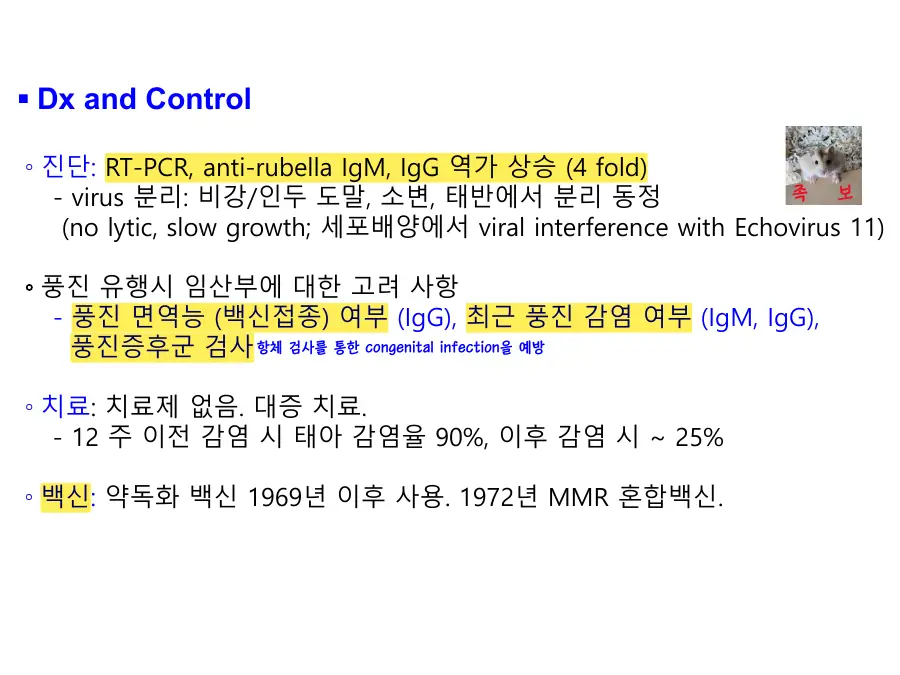 ▪ Dx and Control
◦ 진단: RT-PCR, anti-rubella IgM, IgG 역가 상승 (4 fold)
- virus 분리: 비강/인두 도말, 소변, 태반에서 분리 동정
(no lytic, slow growth; 세포배양에서 viral interference with Echovirus 11)
족 보
◦ 풍진 유행시 임산부에 대한 고려 사항
- 풍진 면역능 (백신접종) 여부 (IgG), 최근 풍진 감염 여부 (IgM, IgG),
풍진증후군 검사 항체 검사를 통한 congenital infection을 예방
◦ 치료: 치료제 없음. 대증 치료.
- 12 주 이전 감염 시 태아 감염율 90%, 이후 감염 시 ~ 25%
◦ 백신: 약독화 백신 1969년 이후 사용. 1972년 MMR 혼합백신.